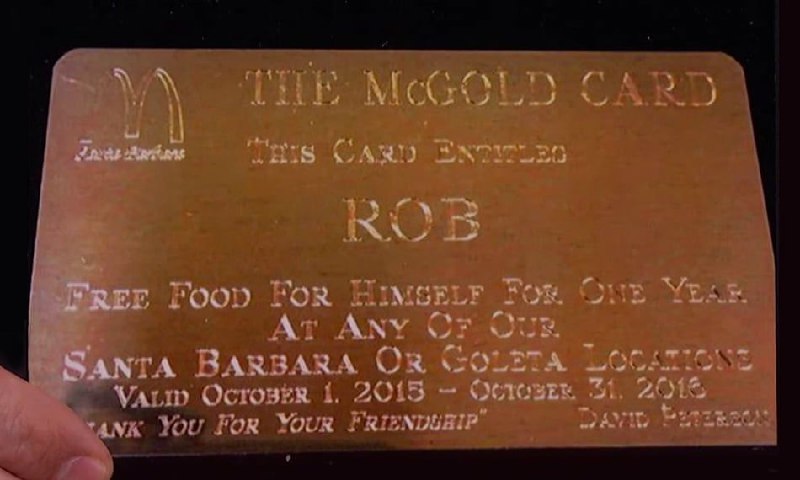 THE McGOLD CARD
THIS CARD ENTITLES
ROB
FREE FOOD FOR HIMSELF FOR ONE YEAR
AT ANY OF OUR
SANTA BARBARA OR GOLETA LOCATIONS
VALID OCTOBER 1, 2015 – OCTOBER 31, 2016
HANK YOU FOR YOUR FRIENDSHIP" DAVID PETERSON